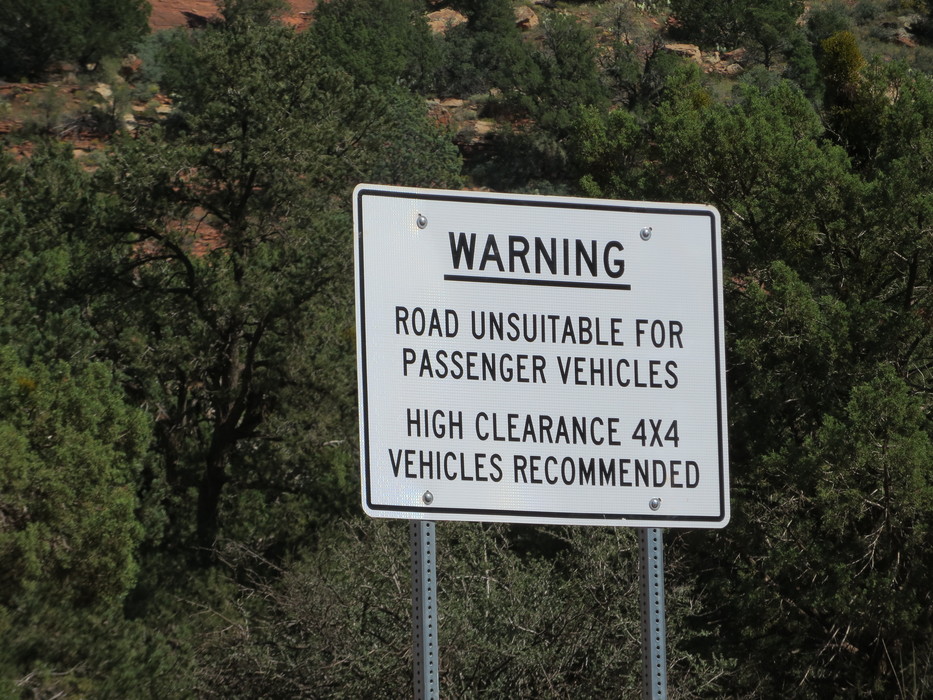 WARNING
ROAD UNSUITABLE FOR
PASSENGER VEHICLES
HIGH CLEARANCE 4X4
VEHICLES RECOMMENDED